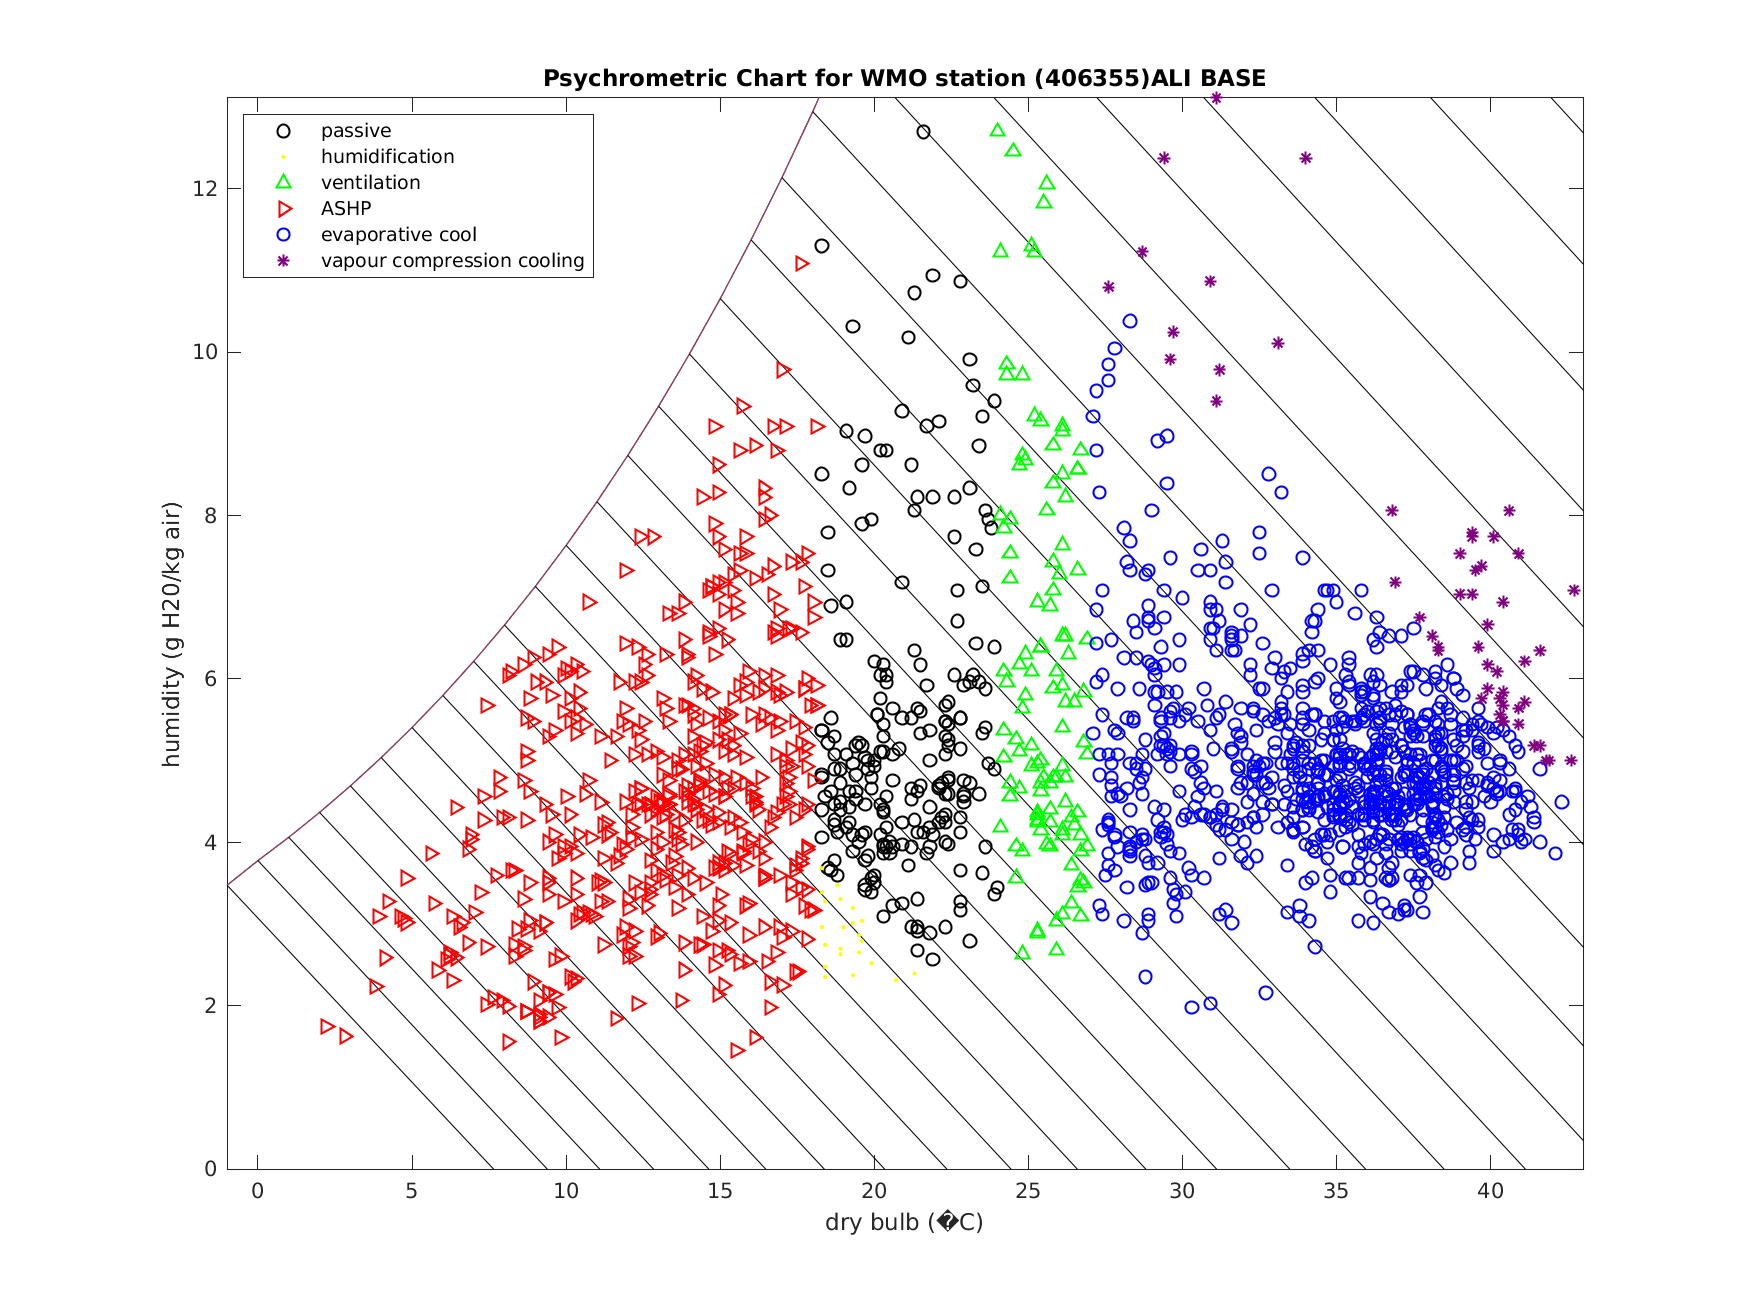 Psychrometric Chart for WMO station (406355)ALI BASE
passive
humidification
ventilation
ASHP
evaporative cool
vapour compression cooling
humidity (g H20/kg air)
12
10
8
6
4
2
0
0 5 10 15 20 25 30 35 40
dry bulb (�C)